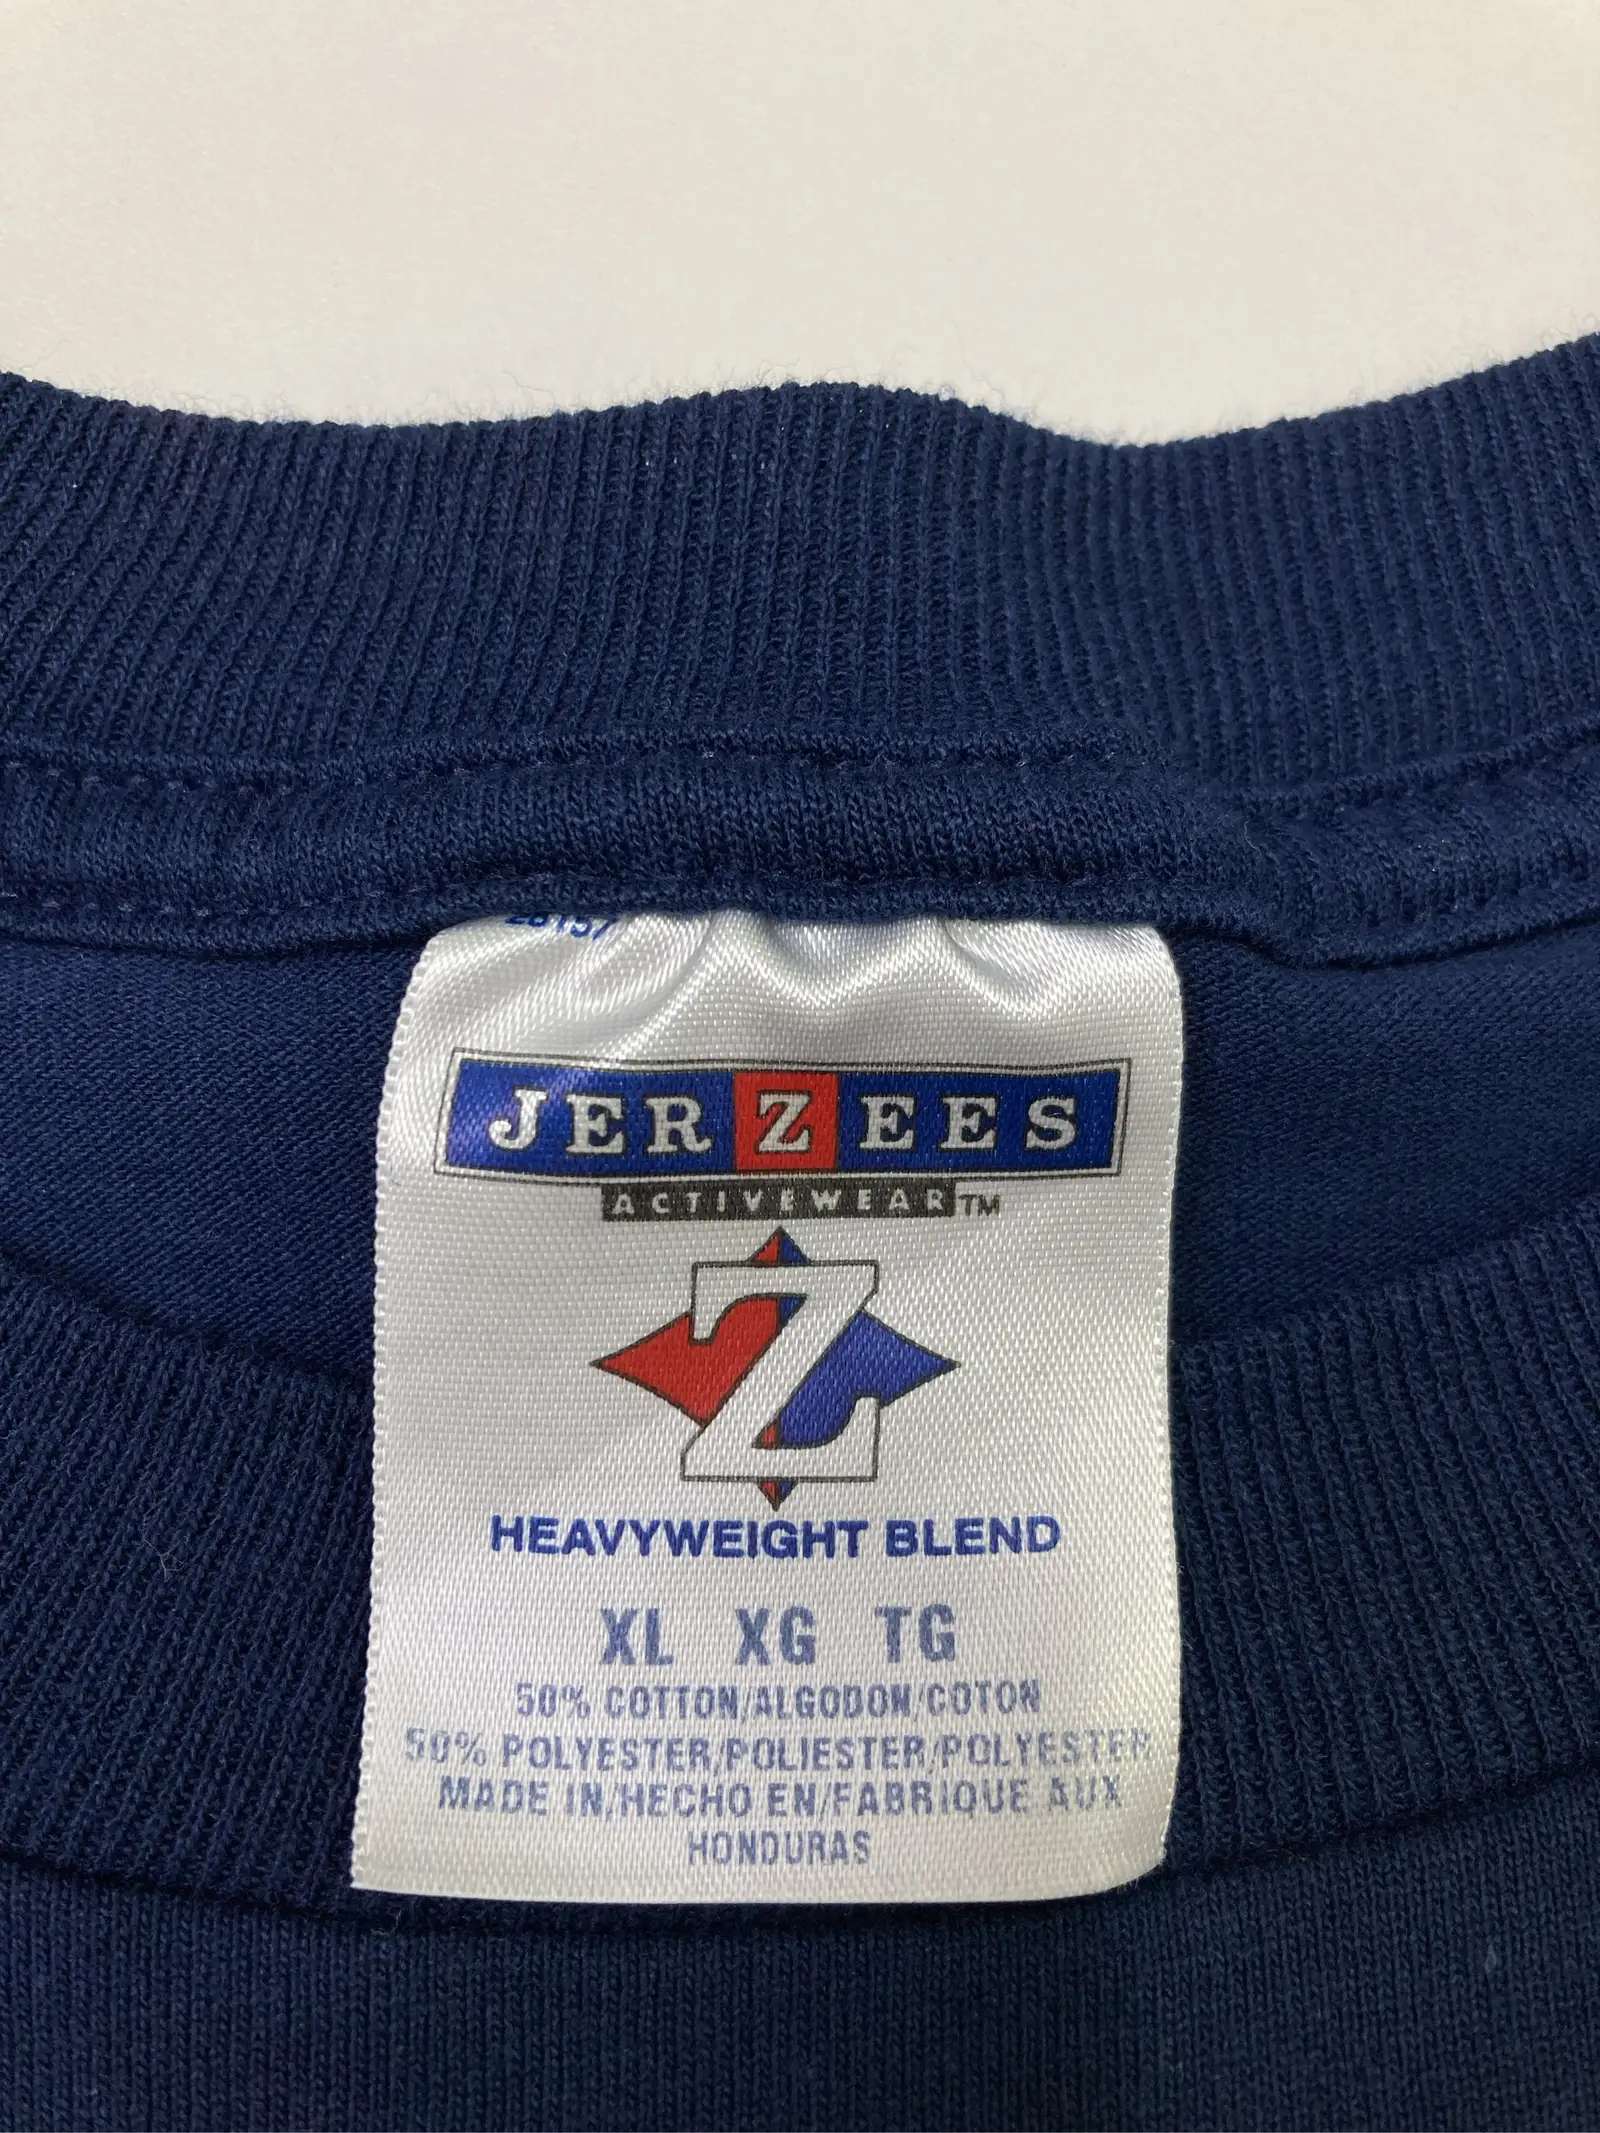 JERZEES
ACTIVEWEAR™
Z
HEAVYWEIGHT BLEND
XL XG TG
50% COTTON/ALGODON/COTON
50% POLYESTER/POLIESTER/POLYESTER
MADE IN/HECHO EN/FABRIQUE AUX
HONDURAS